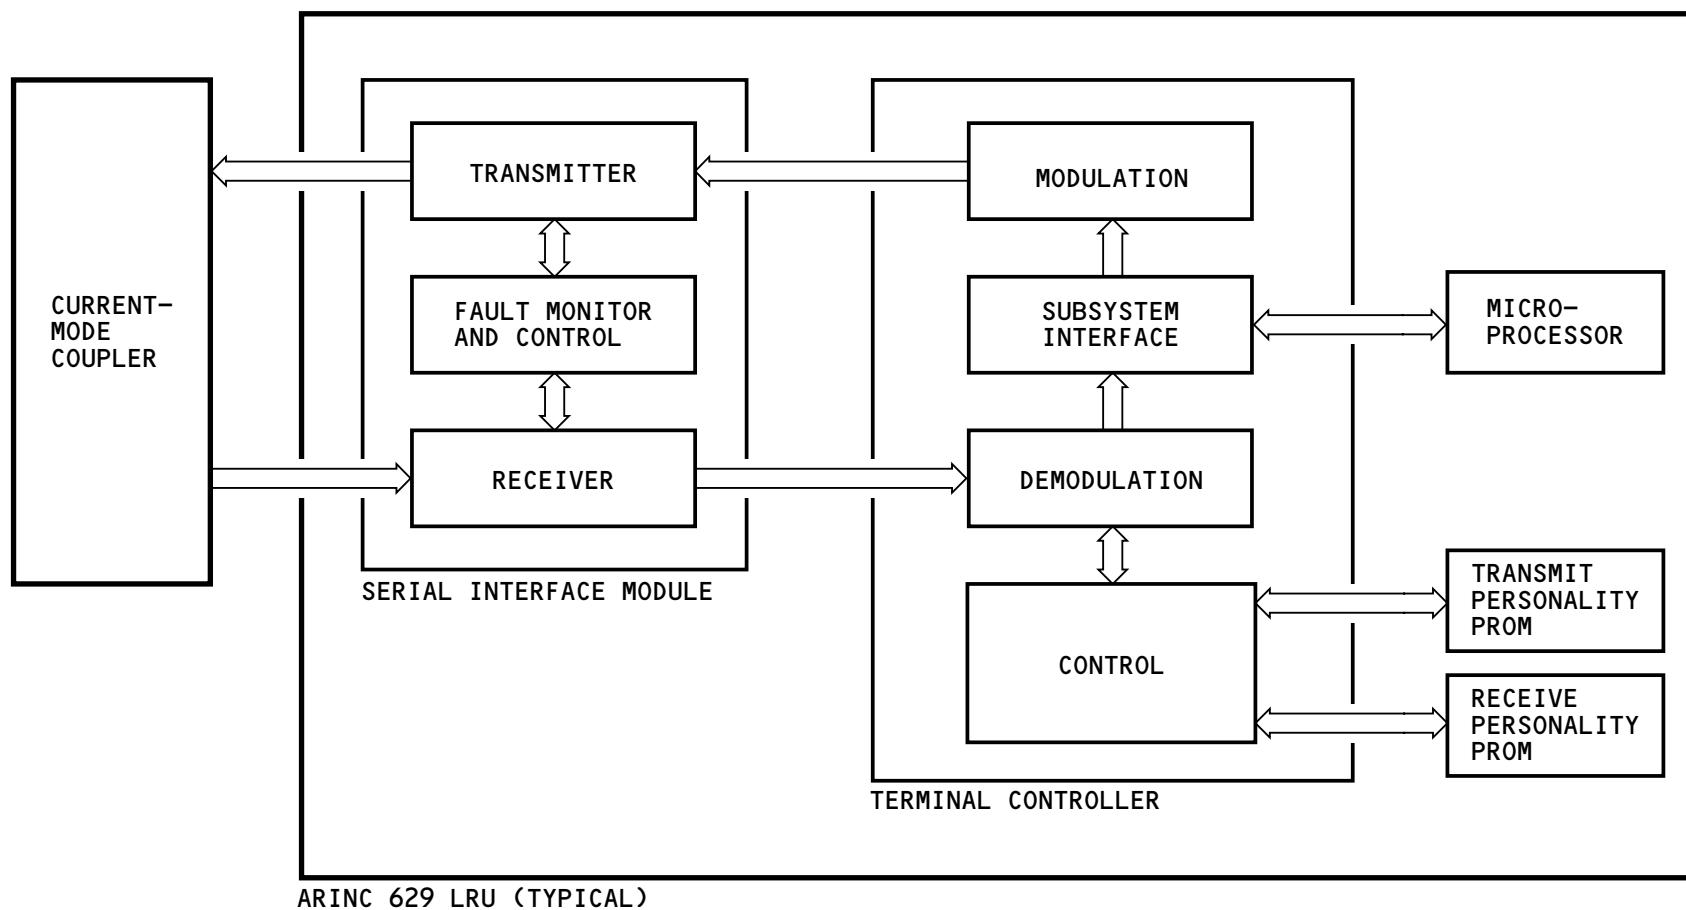 CURRENT-
MODE
COUPLER
TRANSMITTER
FAULT MONITOR
AND CONTROL
RECEIVER
SERIAL INTERFACE MODULE
MODULATION
SUBSYSTEM
INTERFACE
DEMODULATION
CONTROL
TERMINAL CONTROLLER
MICRO-
PROCESSOR
TRANSMIT
PERSONALITY
PROM
RECEIVE
PERSONALITY
PROM
ARINC 629 LRU (TYPICAL)